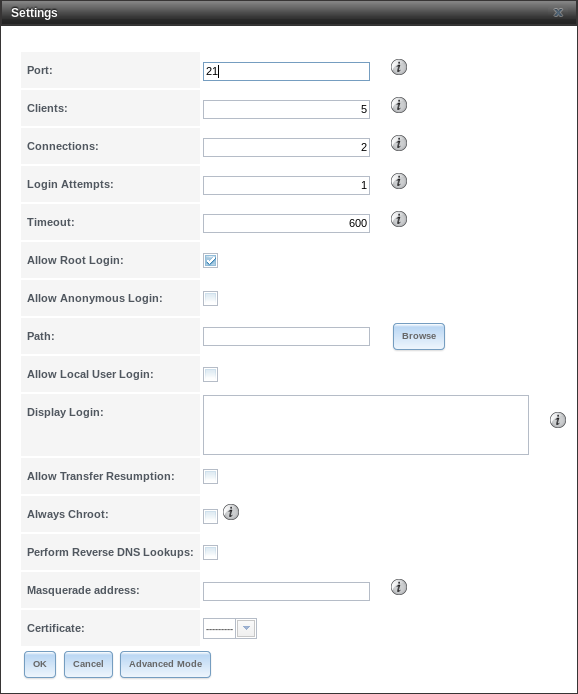 Settings
Port:
21
Clients:
5
Connections:
2
Login Attempts:
1
Timeout:
600
Allow Root Login:
Allow Anonymous Login:
Path:
Browse
Allow Local User Login:
Display Login:
Allow Transfer Resumption:
Always Chroot:
Perform Reverse DNS Lookups:
Masquerade address:
Certificate:
---------
OK Cancel Advanced Mode